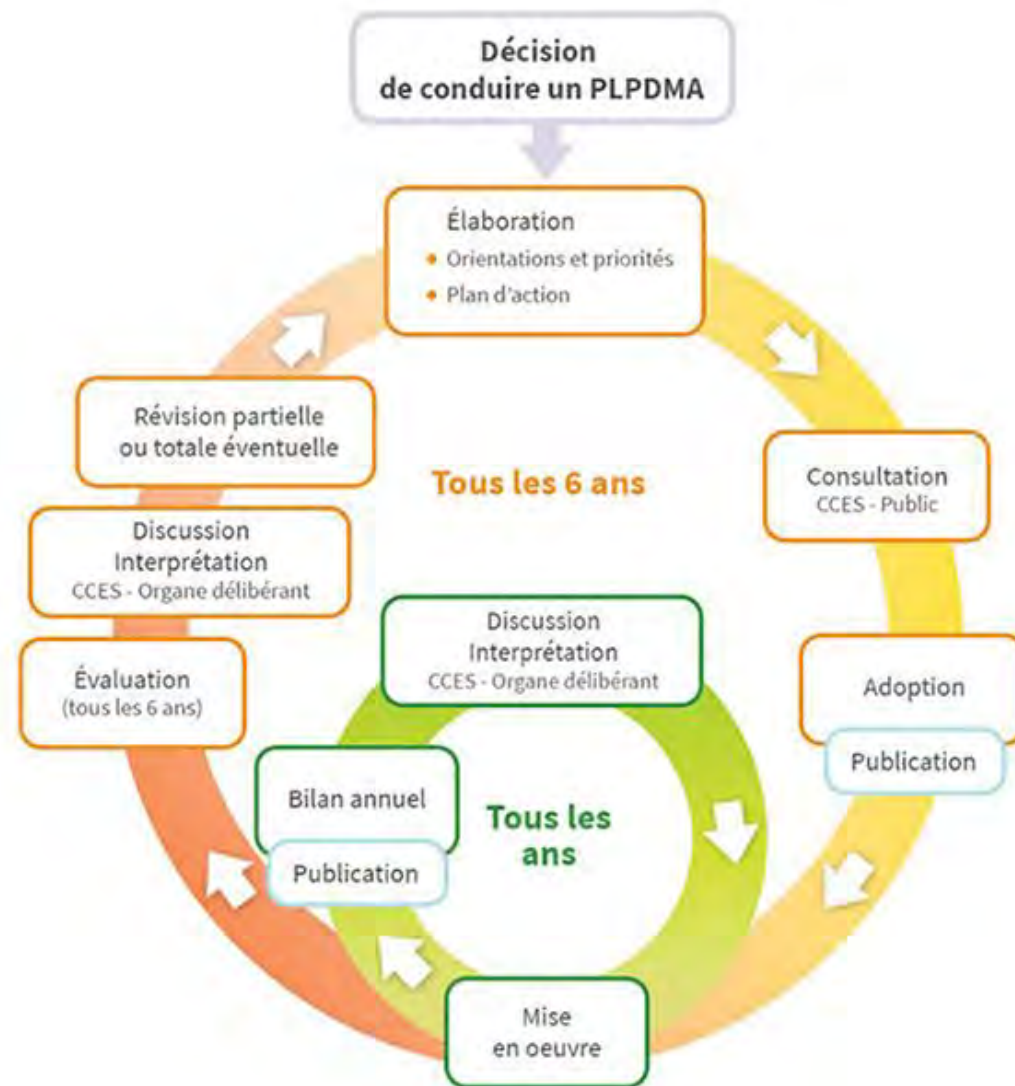 Décision
de conduire un PLPDMA
Élaboration
• Orientations et priorités
• Plan d'action
Révision partielle
ou totale éventuelle
Tous les 6 ans
Consultation
CCES - Public
Discussion
Interprétation
CCES - Organe délibérant
Discussion
Interprétation
CCES - Organe délibérant
Évaluation
(tous les 6 ans)
Adoption
Publication
Bilan annuel
Publication
Tous les
ans
Mise
en oeuvre